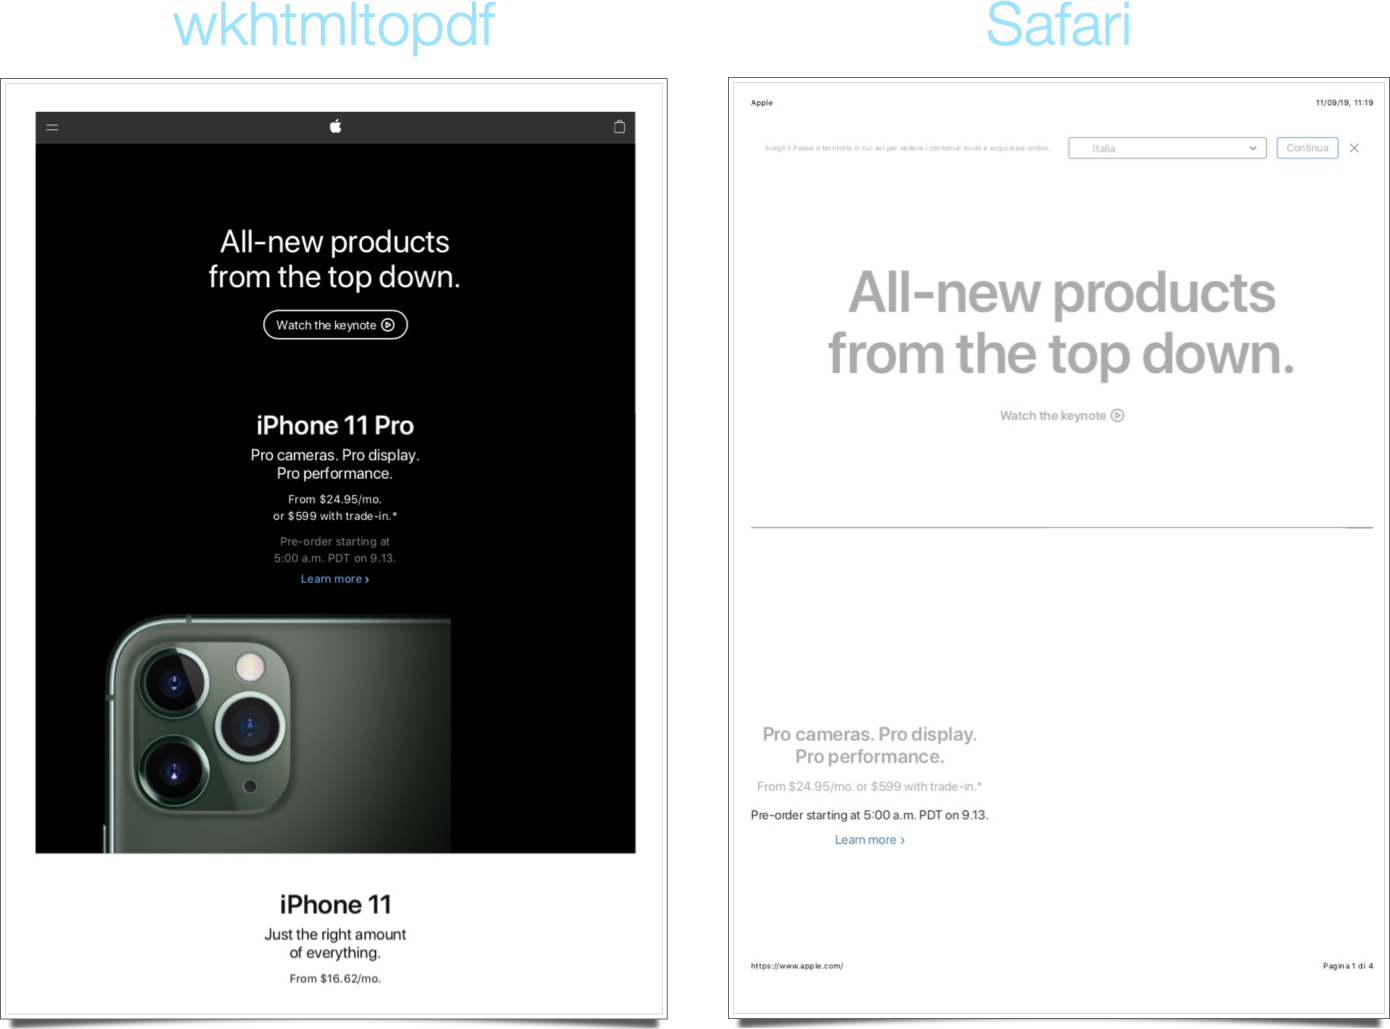 wkhtmltopdf
All-new products
from the top down.
Watch the keynote
iPhone 11 Pro
Pro cameras. Pro display.
Pro performance.
From $24.95/mo.
or $599 with trade-in.*
Pre-order starting at
5:00 a.m. PDT on 9.13.
Learn more ›
iPhone 11
Just the right amount
of everything.
From $16.62/mo.
Safari
Apple 11/09/19, 11:19
Scegli il Paese o territorio in cui sei per vedere i contenuti locali e acquistare online. Italia Continua
All-new products
from the top down.
Watch the keynote
Pro cameras. Pro display.
Pro performance.
From $24.95/mo. or $599 with trade-in.*
Pre-order starting at 5:00 a.m. PDT on 9.13.
Learn more ›
https://www.apple.com/ Pagina 1 di 4